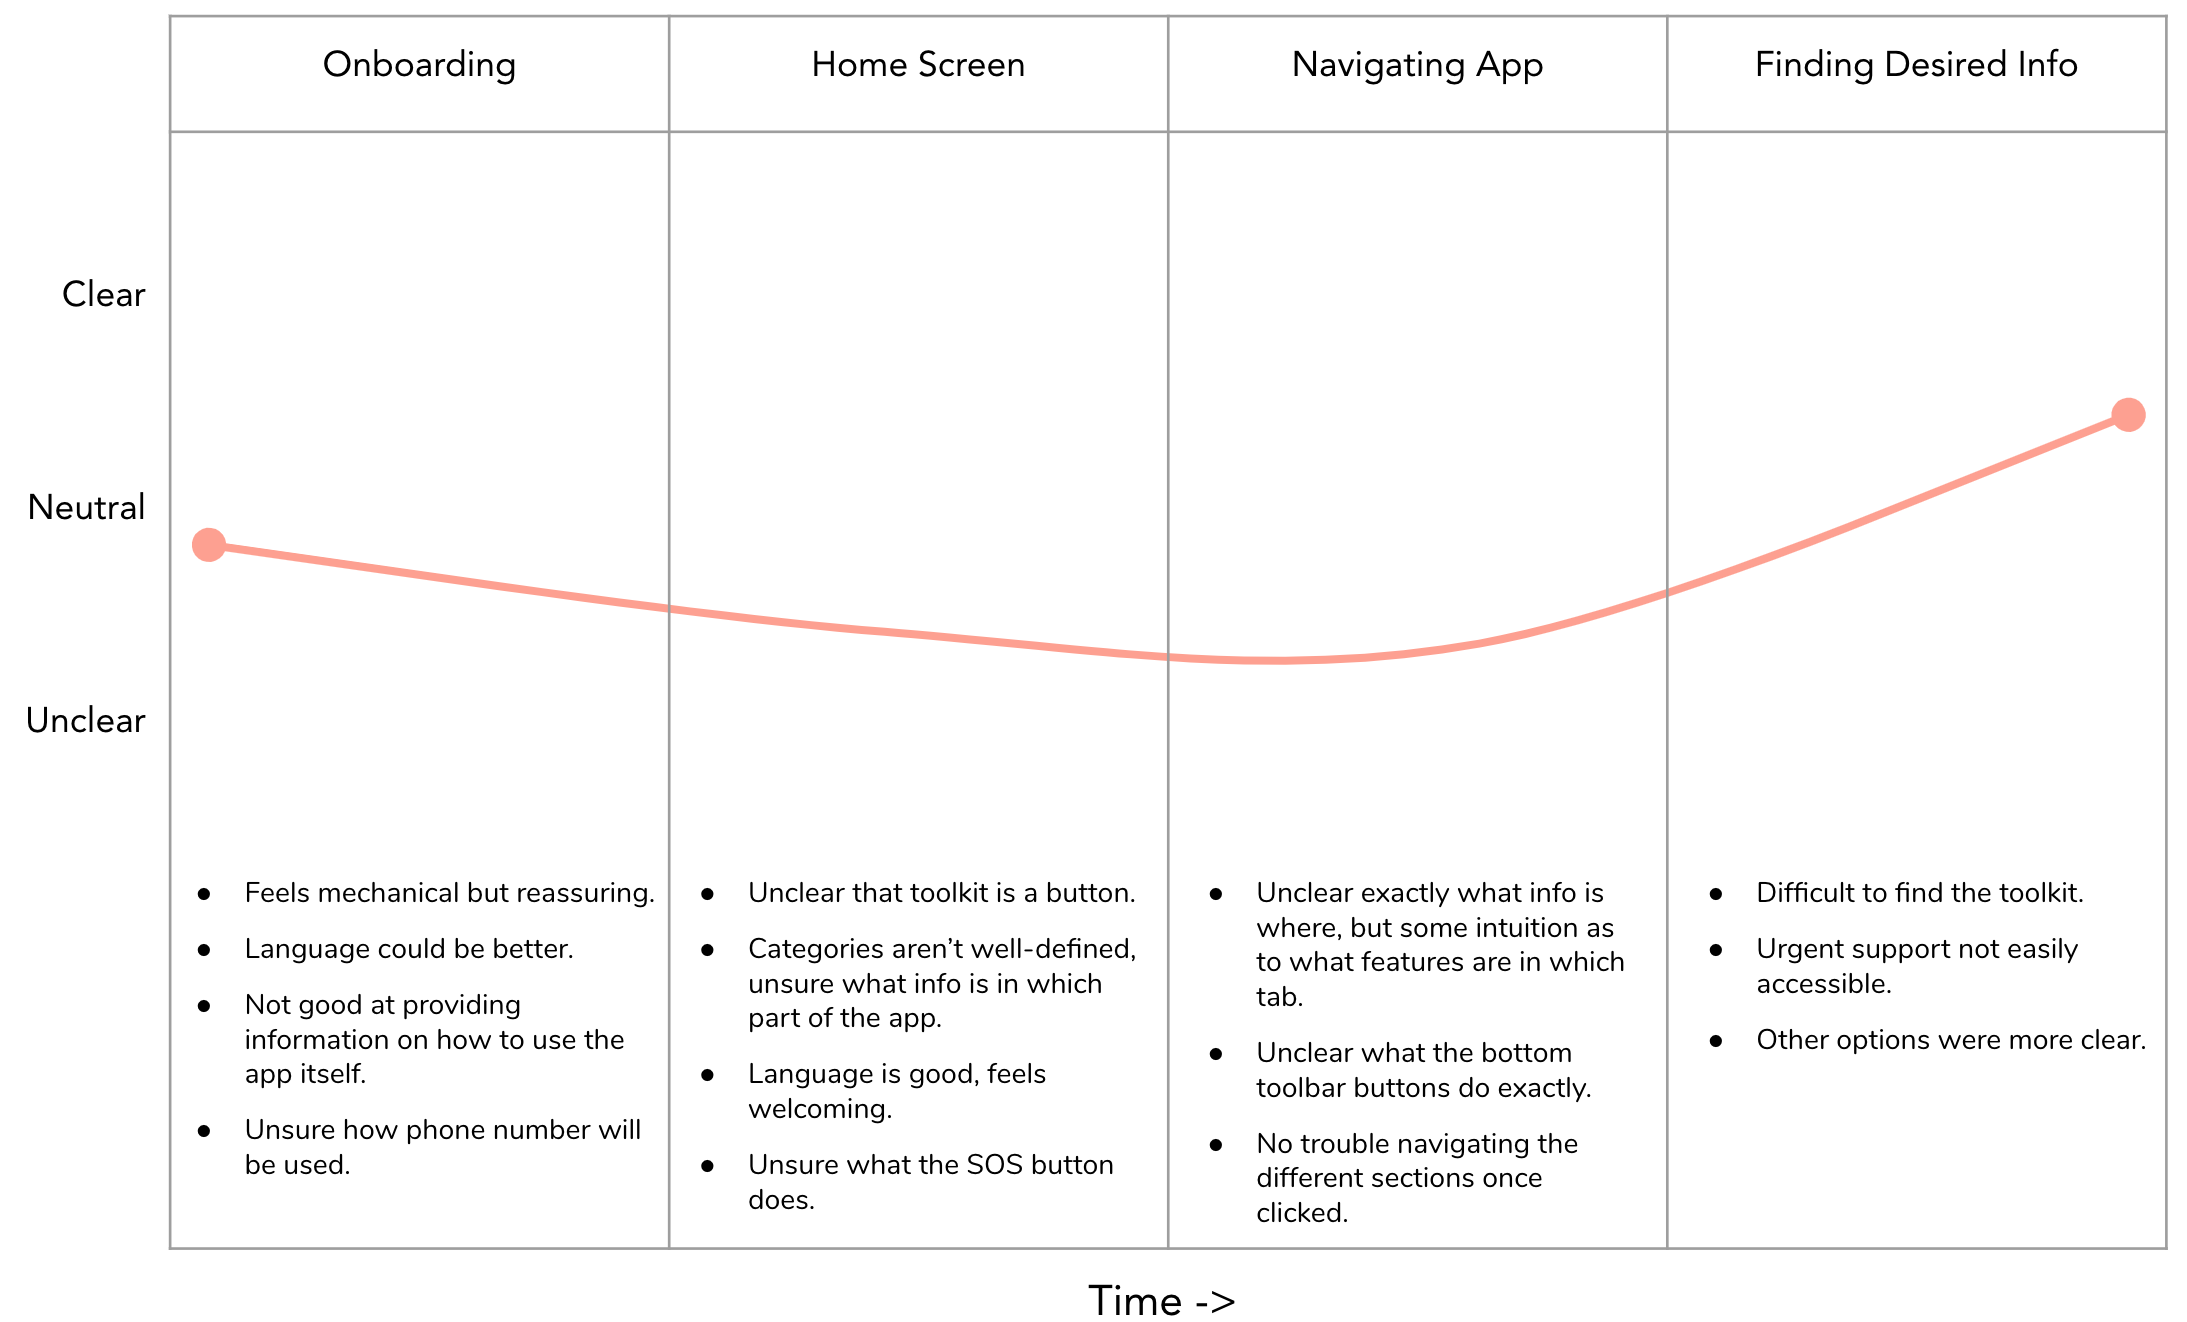 Onboarding
Home Screen
Navigating App
Finding Desired Info
Clear
Neutral
Unclear
● Feels mechanical but reassuring.
● Language could be better.
● Not good at providing
information on how to use the
app itself.
● Unsure how phone number will
be used.
● Unclear that toolkit is a button.
● Categories aren’t well-defined,
unsure what info is in which
part of the app.
● Language is good, feels
welcoming.
● Unsure what the SOS button
does.
● Unclear exactly what info is
where, but some intuition as
to what features are in which
tab.
● Unclear what the bottom
toolbar buttons do exactly.
● No trouble navigating the
different sections once
clicked.
● Difficult to find the toolkit.
● Urgent support not easily
accessible.
● Other options were more clear.
Time ->